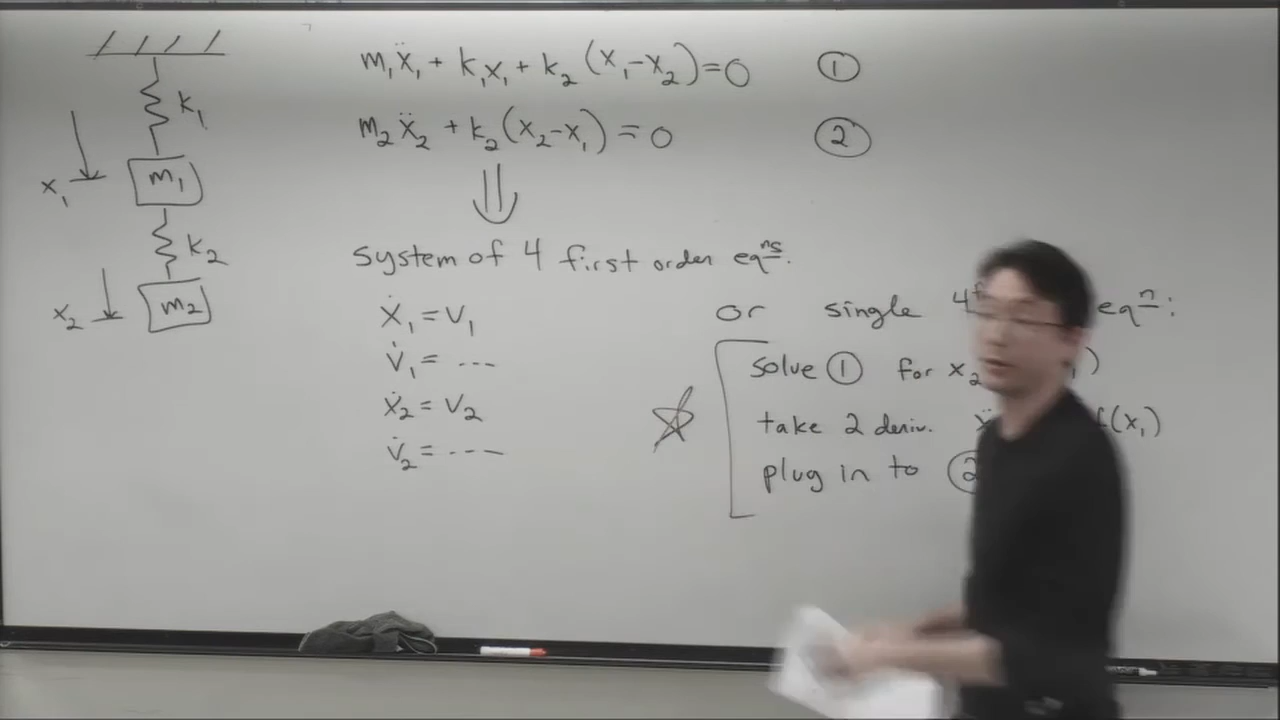 k₁
x₁
m₁
k₂
x₂
m₂
m₁ẍ₁ + k₁x₁ + k₂(x₁-x₂)=0 ①
m₂ẍ₂ + k₂(x₂-x₁) = 0 ②
⇓
System of 4 first order eqⁿˢ.
ẋ₁ = v₁
v̇₁ = ---
ẋ₂ = v₂
v̇₂ = ----
or single eqⁿ:
solve ① for x₂ )
take 2 deriv. f(x₁)
plug in to ②